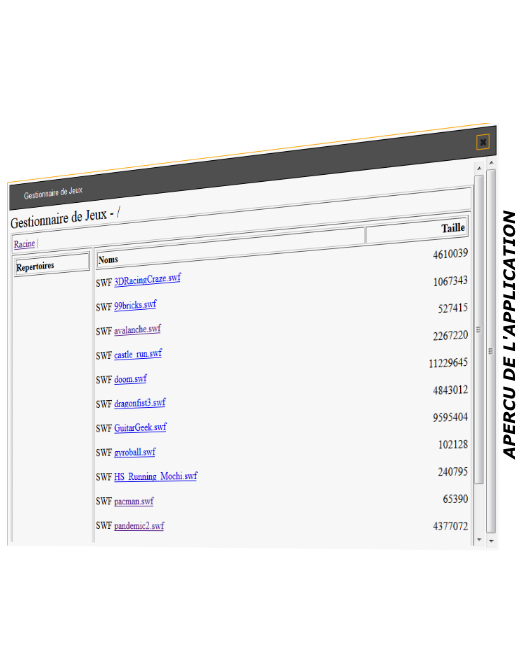 Gestionnaire de Jeux
Gestionnaire de Jeux - /
Racine |
Repertoires
Noms
Taille
SWF 3DRacingCraze.swf 4610039
SWF 99bricks.swf 1067343
SWF avalanche.swf 527415
SWF castle_run.swf 2267220
SWF doom.swf 11229645
SWF dragonfist3.swf 4843012
SWF GuitarGeek.swf 9595404
SWF gyroball.swf 102128
SWF HS_Running_Mochi.swf 240795
SWF pacman.swf 65390
SWF pandemic2.swf 4377072
APERCU DE L'APPLICATION